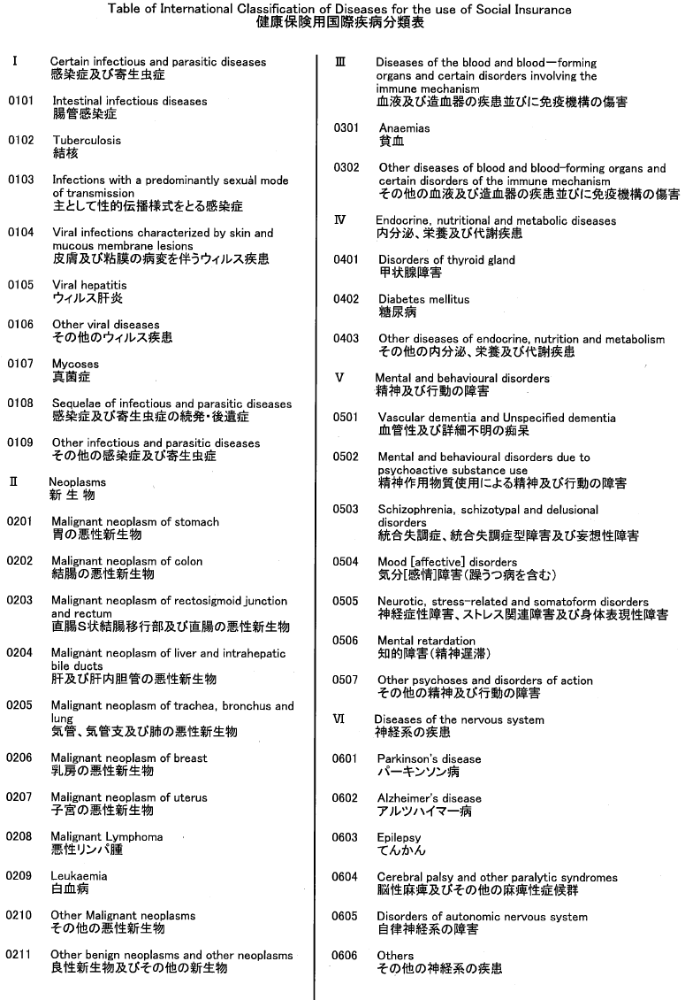 Table of International Classification of Diseases for the use of Social Insurance
健康保険用国際疾病分類表
Ⅰ Certain infectious and parasitic diseases
感染症及び寄生虫症
0101 Intestinal infectious diseases
腸管感染症
0102 Tuberculosis
結核
0103 Infections with a predominantly sexual mode
of transmission
主として性的伝播様式をとる感染症
0104 Viral infections characterized by skin and
mucous membrane lesions
皮膚及び粘膜の病変を伴うウィルス疾患
0105 Viral hepatitis
ウィルス肝炎
0106 Other viral diseases
その他のウィルス疾患
0107 Mycoses
真菌症
0108 Sequelae of infectious and parasitic diseases
感染症及び寄生虫症の続発・後遺症
0109 Other infectious and parasitic diseases
その他の感染症及び寄生虫症
Ⅱ Neoplasms
新生物
0201 Malignant neoplasm of stomach
胃の悪性新生物
0202 Malignant neoplasm of colon
結腸の悪性新生物
0203 Malignant neoplasm of rectosigmoid junction
and rectum
直腸S状結腸移行部及び直腸の悪性新生物
0204 Malignant neoplasm of liver and intrahepatic
bile ducts
肝及び肝内胆管の悪性新生物
0205 Malignant neoplasm of trachea, bronchus and
lung
気管、気管支及び肺の悪性新生物
0206 Malignant neoplasm of breast
乳房の悪性新生物
0207 Malignant neoplasm of uterus
子宮の悪性新生物
0208 Malignant Lymphoma
悪性リンパ腫
0209 Leukaemia
白血病
0210 Other Malignant neoplasms
その他の悪性新生物
0211 Other benign neoplasms and other neoplasms
良性新生物及びその他の新生物
Ⅲ Diseases of the blood and blood-forming
organs and certain disorders involving the
immune mechanism
血液及び造血器の疾患並びに免疫機構の傷害
0301 Anaemias
貧血
0302 Other diseases of blood and blood-forming organs and
certain disorders of the immune mechanism
その他の血液及び造血器の疾患並びに免疫機構の傷害
Ⅳ Endocrine, nutritional and metabolic diseases
内分泌、栄養及び代謝疾患
0401 Disorders of thyroid gland
甲状腺障害
0402 Diabetes mellitus
糖尿病
0403 Other diseases of endocrine, nutrition and metabolism
その他の内分泌、栄養及び代謝疾患
Ⅴ Mental and behavioural disorders
精神及び行動の障害
0501 Vascular dementia and Unspecified dementia
血管性及び詳細不明の痴呆
0502 Mental and behavioural disorders due to
psychoactive substance use
精神作用物質使用による精神及び行動の障害
0503 Schizophrenia, schizotypal and delusional
disorders
統合失調症、統合失調症型障害及び妄想性障害
0504 Mood [affective] disorders
気分[感情]障害(躁うつ病を含む)
0505 Neurotic, stress-related and somatoform disorders
神経症性障害、ストレス関連障害及び身体表現性障害
0506 Mental retardation
知的障害(精神遅滞)
0507 Other psychoses and disorders of action
その他の精神及び行動の障害
Ⅵ Diseases of the nervous system
神経系の疾患
0601 Parkinson's disease
パーキンソン病
0602 Alzheimer's disease
アルツハイマー病
0603 Epilepsy
てんかん
0604 Cerebral palsy and other paralytic syndromes
脳性麻痺及びその他の麻痺性症候群
0605 Disorders of autonomic nervous system
自律神経系の障害
0606 Others
その他の神経系の疾患